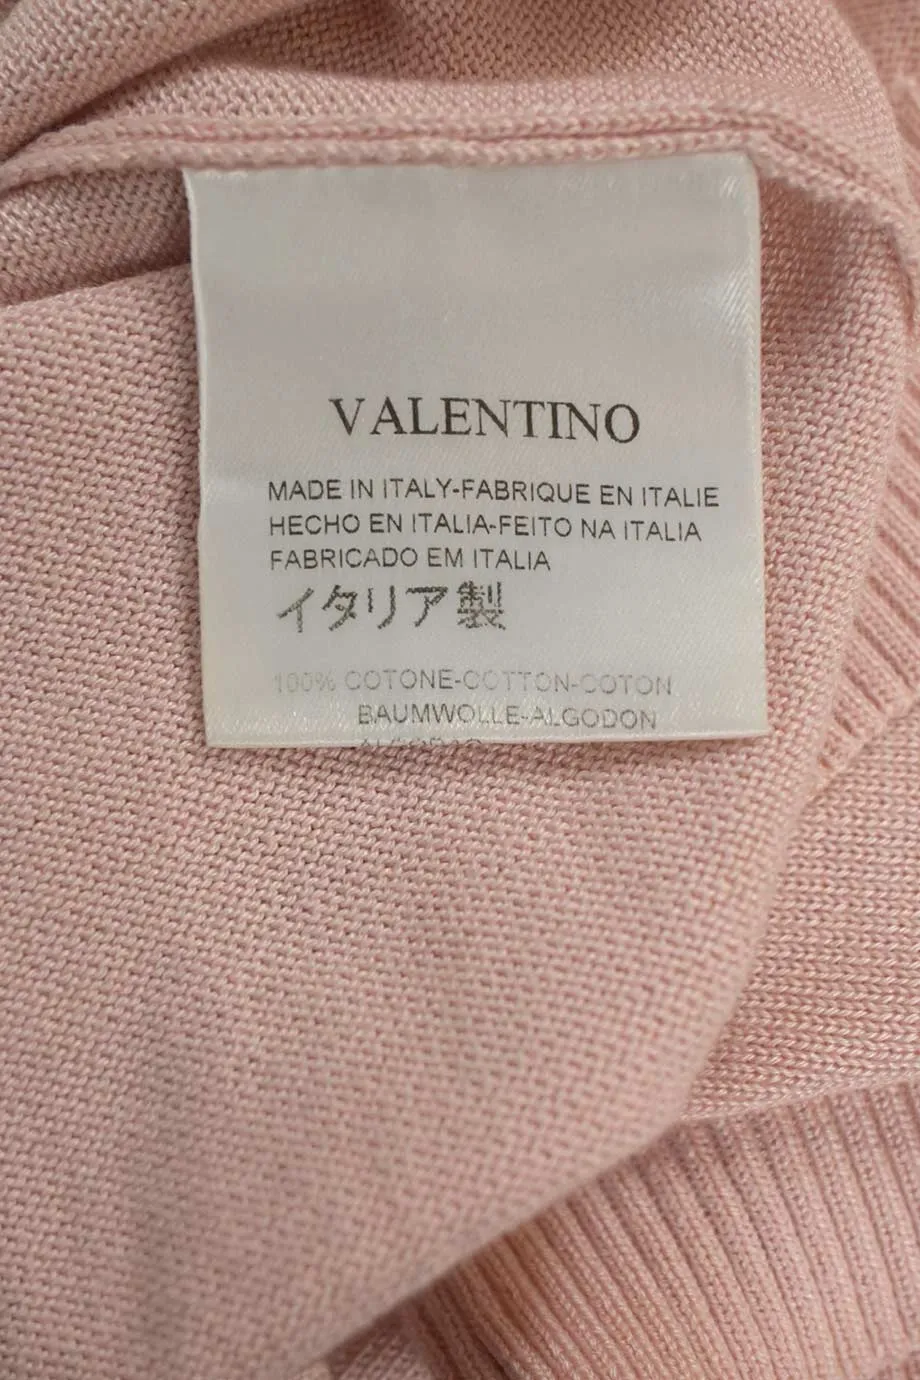 VALENTINO
MADE IN ITALY-FABRIQUE EN ITALIE
HECHO EN ITALIA-FEITO NA ITALIA
FABRICADO EM ITALIA
イタリア製
100% COTONE-COTTON-COTON
BAUMWOLLE-ALGODON